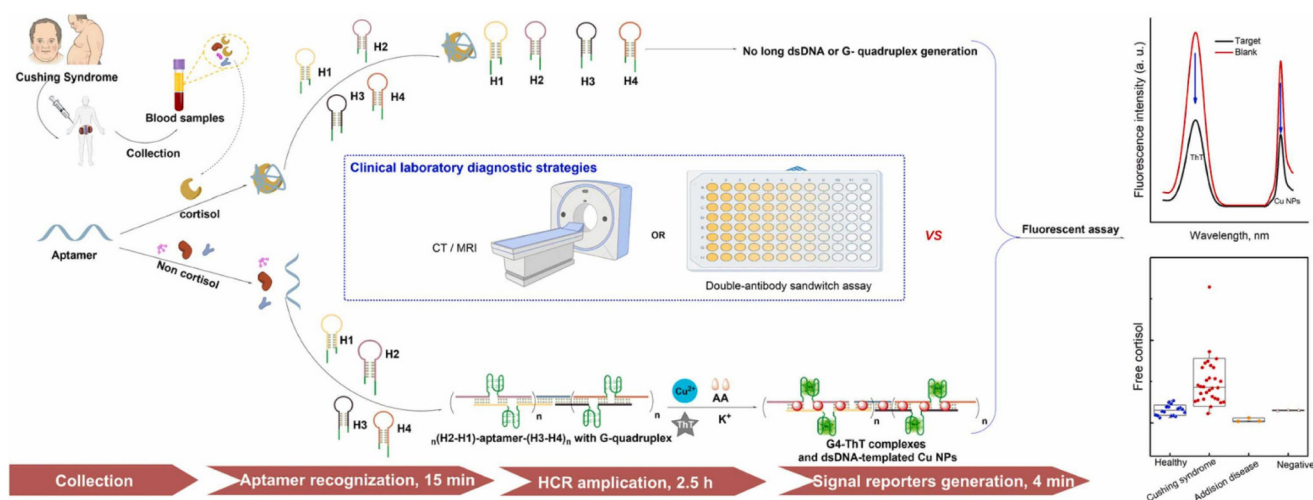 Cushing Syndrome
Blood samples
Collection
cortisol
Aptamer
Non cortisol
H1
H2
H3
H4
H1
H2
H3
H4
No long dsDNA or G- quadruplex generation
Clinical laboratory diagnostic strategies
CT / MRI
OR
Double-antibody sandwitch assay
VS
Fluorescent assay
H1
H2
H3
H4
n
n
n(H2-H1)-aptamer-(H3-H4)n with G-quadruplex
Cu2+
AA
ThT
K+
n
n
G4-ThT complexes
and dsDNA-templated Cu NPs
Fluorescence intensity (a. u.)
Target
Blank
ThT
Cu NPs
Wavelength, nm
Free cortisol
Healthy
Cushing syndrome
Addision disease
Negative
Collection
Aptamer recognization, 15 min
HCR amplication, 2.5 h
Signal reporters generation, 4 min